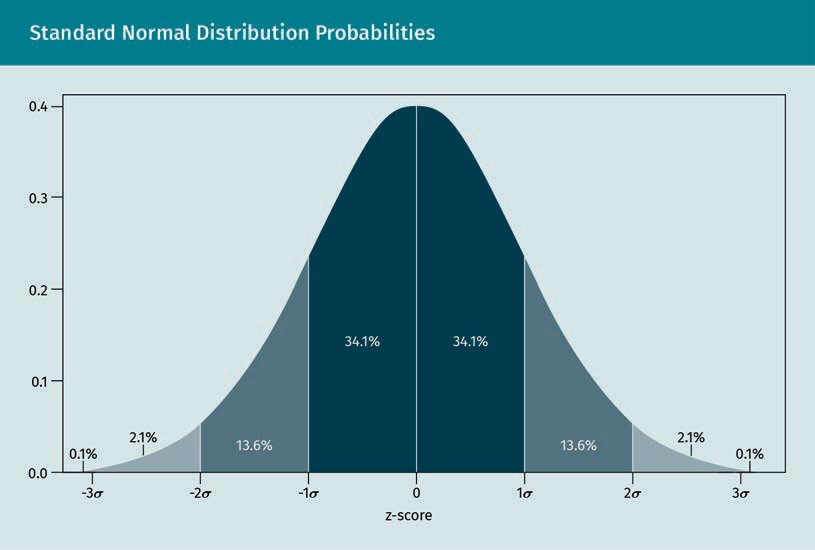 Standard Normal Distribution Probabilities
0.4
0.3
0.2
34.1% 34.1%
0.1
2.1% 13.6% 13.6% 2.1%
0.1% 0.1%
0.0
-3σ -2σ -1σ 0 1σ 2σ 3σ
z-score